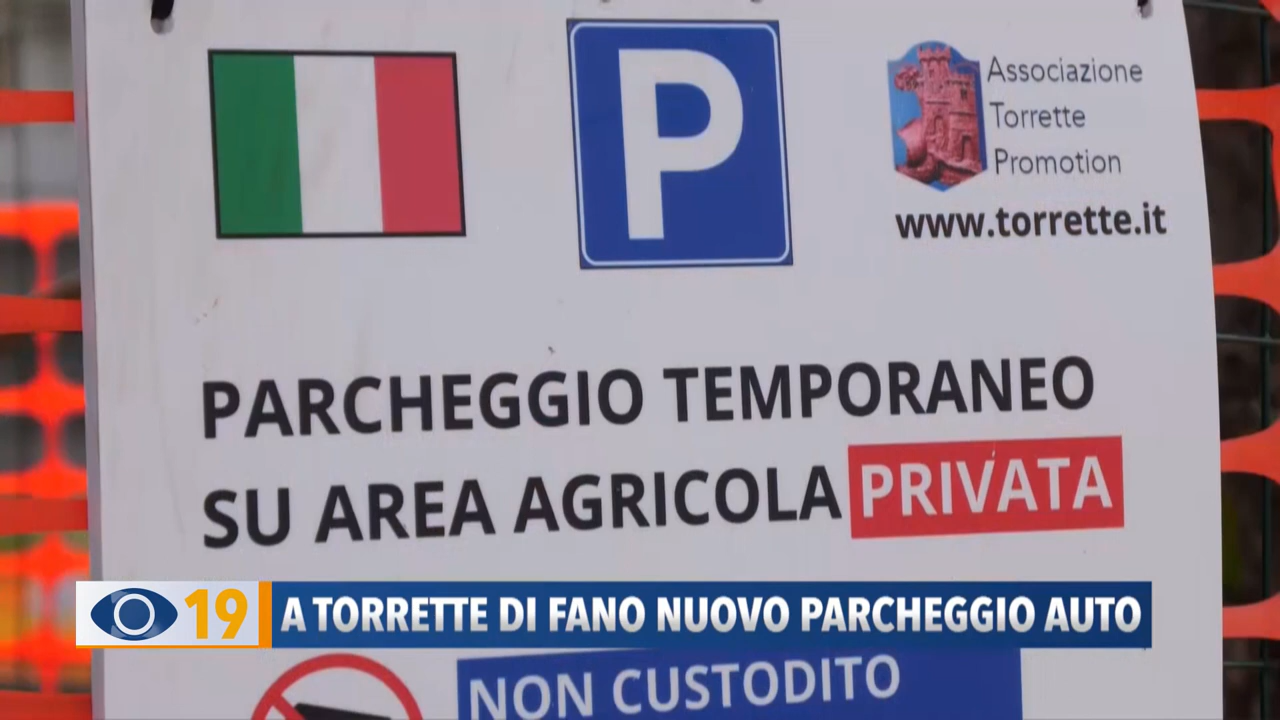 P
Associazione
Torrette
Promotion
www.torrette.it
PARCHEGGIO TEMPORANEO
SU AREA AGRICOLA PRIVATA
19 A TORRETTE DI FANO NUOVO PARCHEGGIO AUTO
NON CUSTODITO